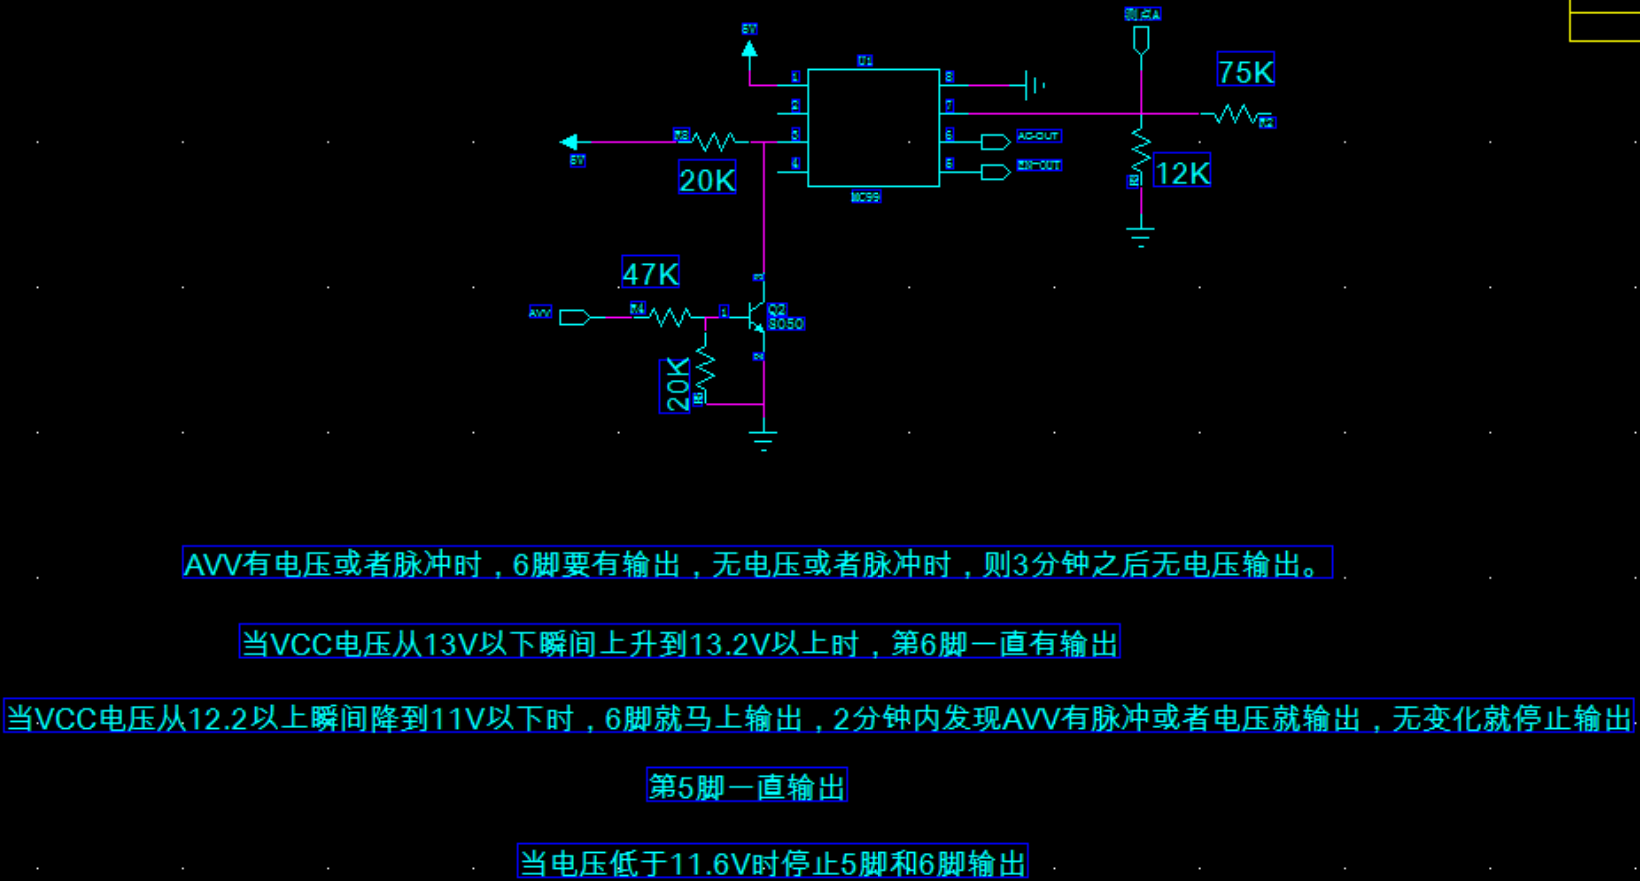 测点A
5V
U1
75K
1
8
2
7
R2
R8
3
6
AC-OUT
5V
20K
4
5
EN-OUT
R3
12K
47K
3
AVV
R4
1
Q2
S050
2
20K
R5
AVV有电压或者脉冲时，6脚要有输出，无电压或者脉冲时，则3分钟之后无电压输出。
当VCC电压从13V以下瞬间上升到13.2V以上时，第6脚一直有输出
当VCC电压从12.2以上瞬间降到11V以下时，6脚就马上输出，2分钟内发现AVV有脉冲或者电压就输出，无变化就停止输出
第5脚一直输出
当电压低于11.6V时停止5脚和6脚输出